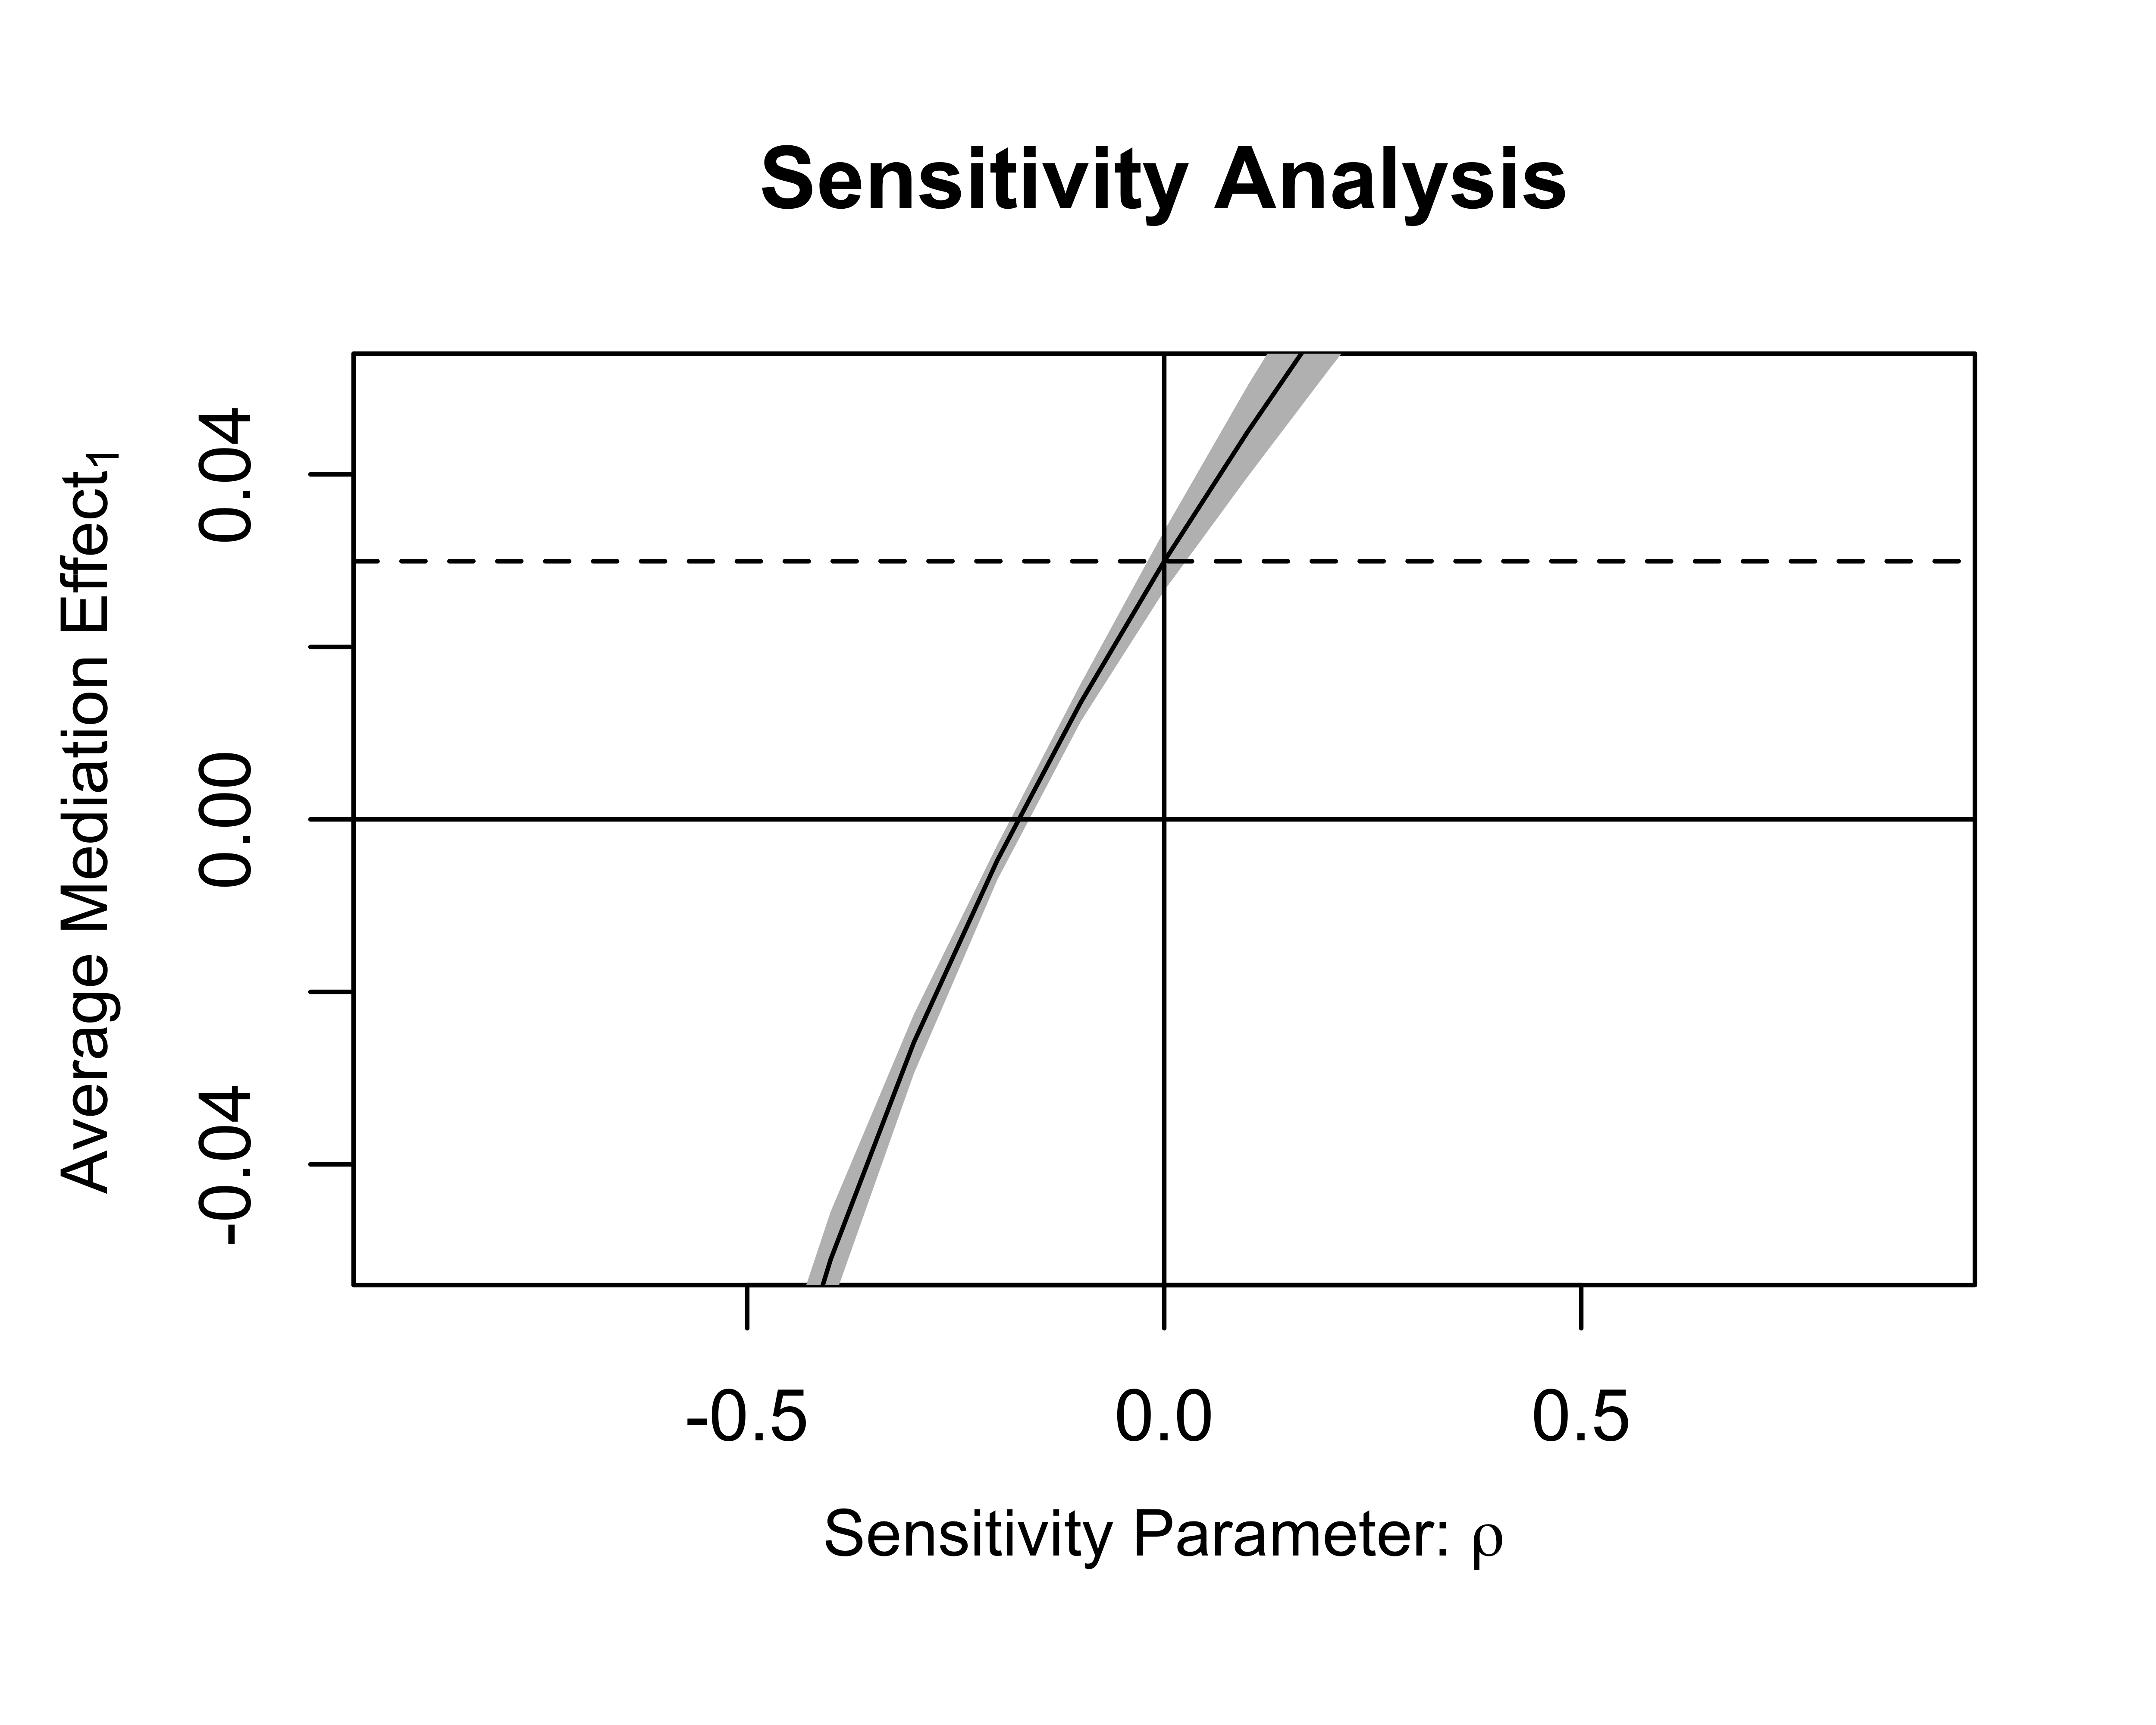 Sensitivity Analysis
Average Mediation Effect₁
0.04
0.00
-0.04
-0.5 0.0 0.5
Sensitivity Parameter: ρ